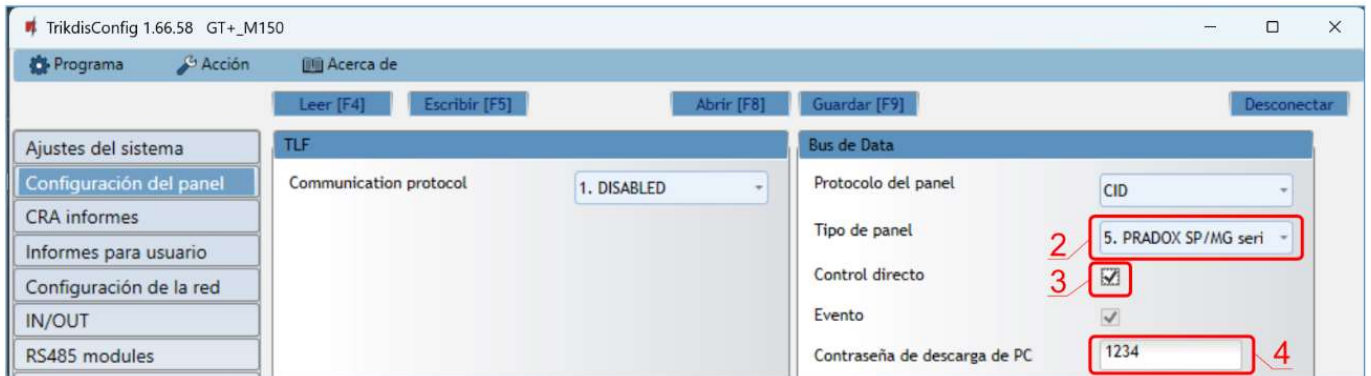 TrikdisConfig 1.66.58 GT+_M150
Programa Acción Acerca de
Leer [F4] Escribir [F5] Abrir [F8] Guardar [F9] Desconectar
Ajustes del sistema
Configuración del panel
CRA informes
Informes para usuario
Configuración de la red
IN/OUT
RS485 modules
TLF
Communication protocol 1. DISABLED
Bus de Data
Protocolo del panel CID
Tipo de panel 2 5. PRADOX SP/MG seri
Control directo 3
Evento
Contraseña de descarga de PC 1234 4